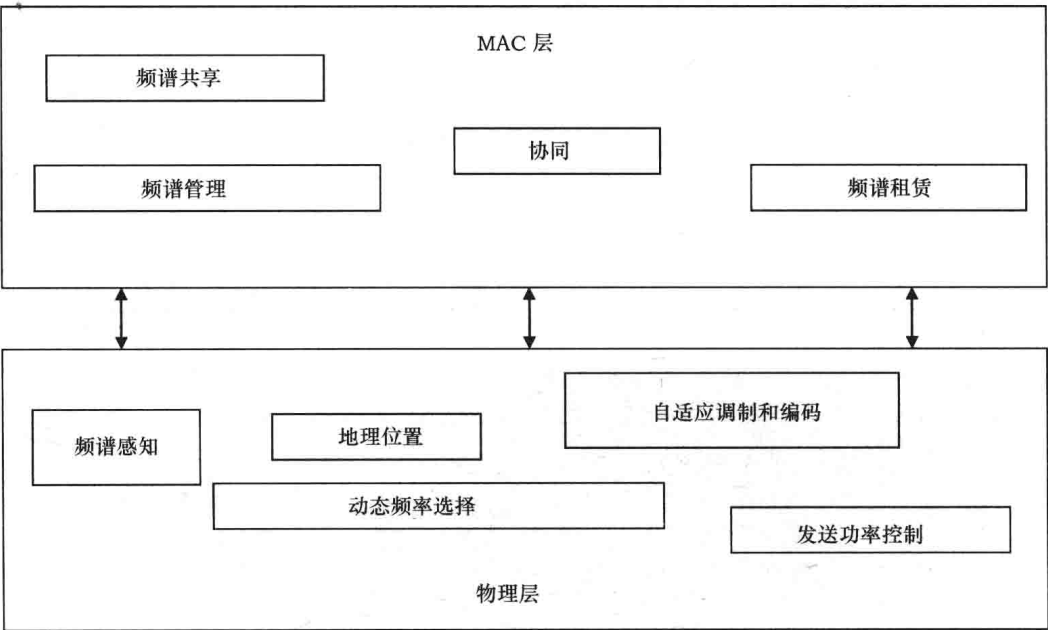 MAC 层
频谱共享
协同
频谱管理
频谱租赁
自适应调制和编码
频谱感知
地理位置
动态频率选择
发送功率控制
物理层